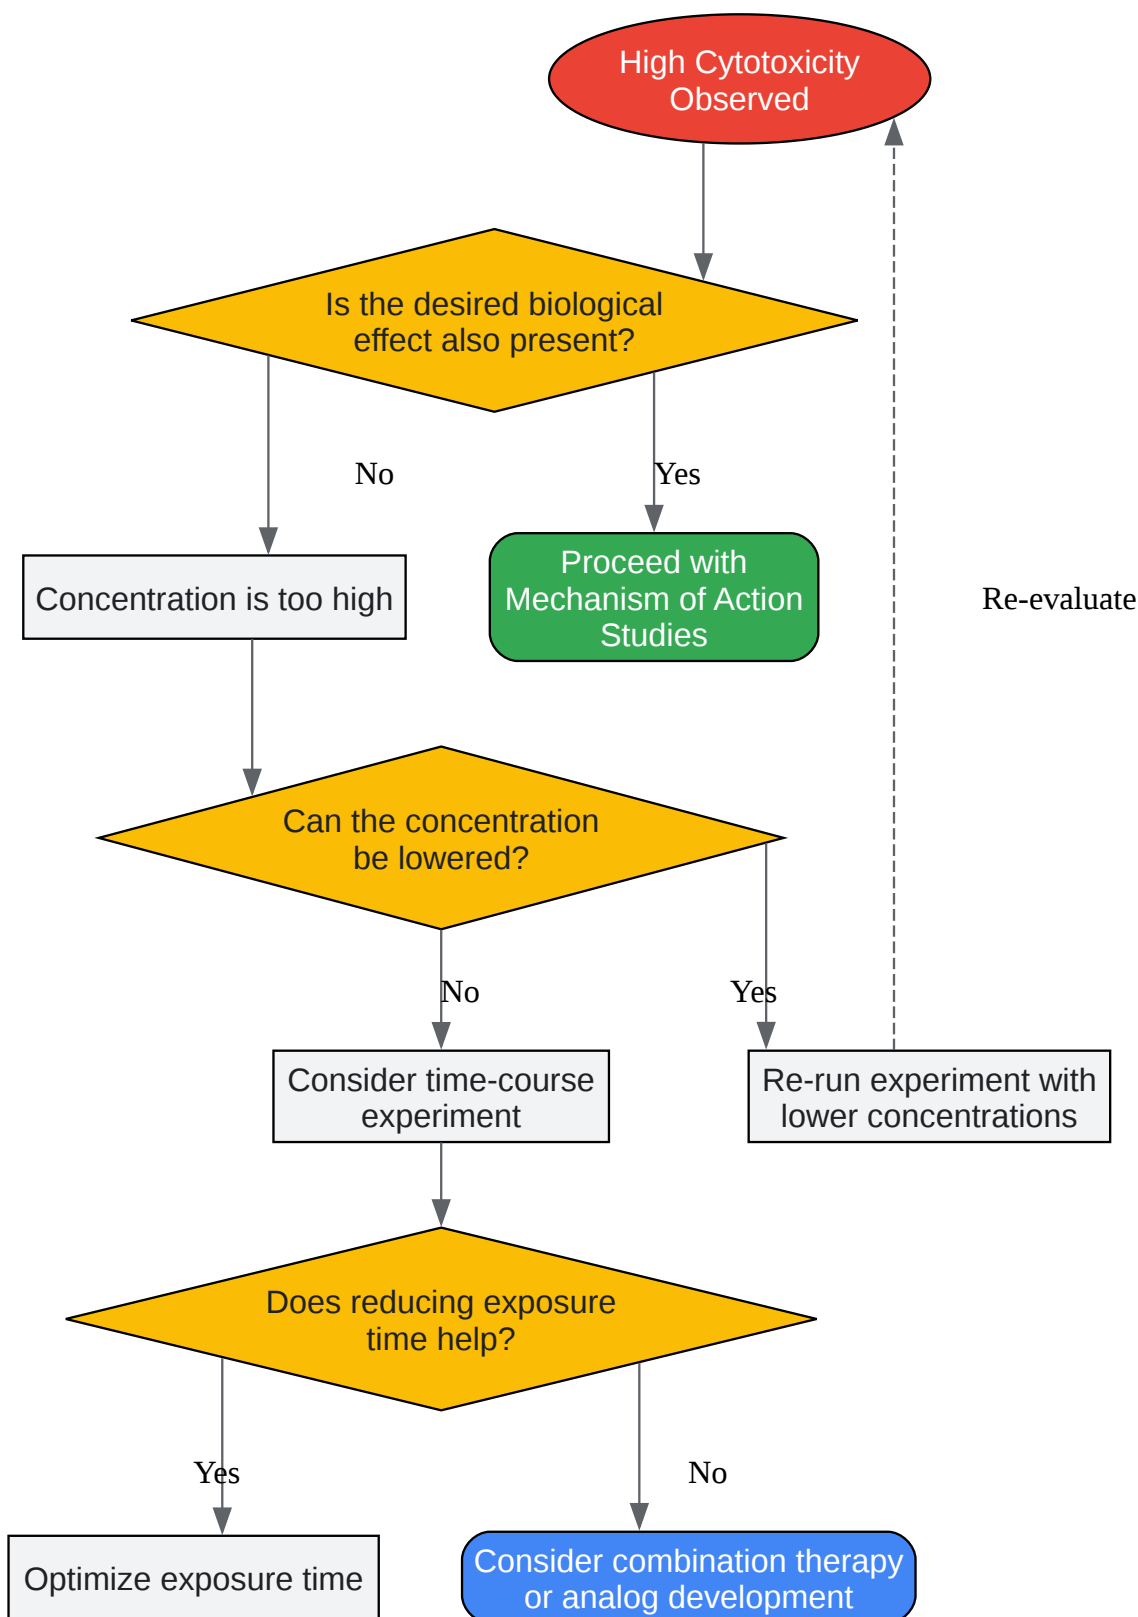 High Cytotoxicity
Observed
Is the desired biological
effect also present?
No
Yes
Concentration is too high
Proceed with
Mechanism of Action
Studies
Re-evaluate
Can the concentration
be lowered?
No
Yes
Consider time-course
experiment
Re-run experiment with
lower concentrations
Does reducing exposure
time help?
Yes
No
Optimize exposure time
Consider combination therapy
or analog development